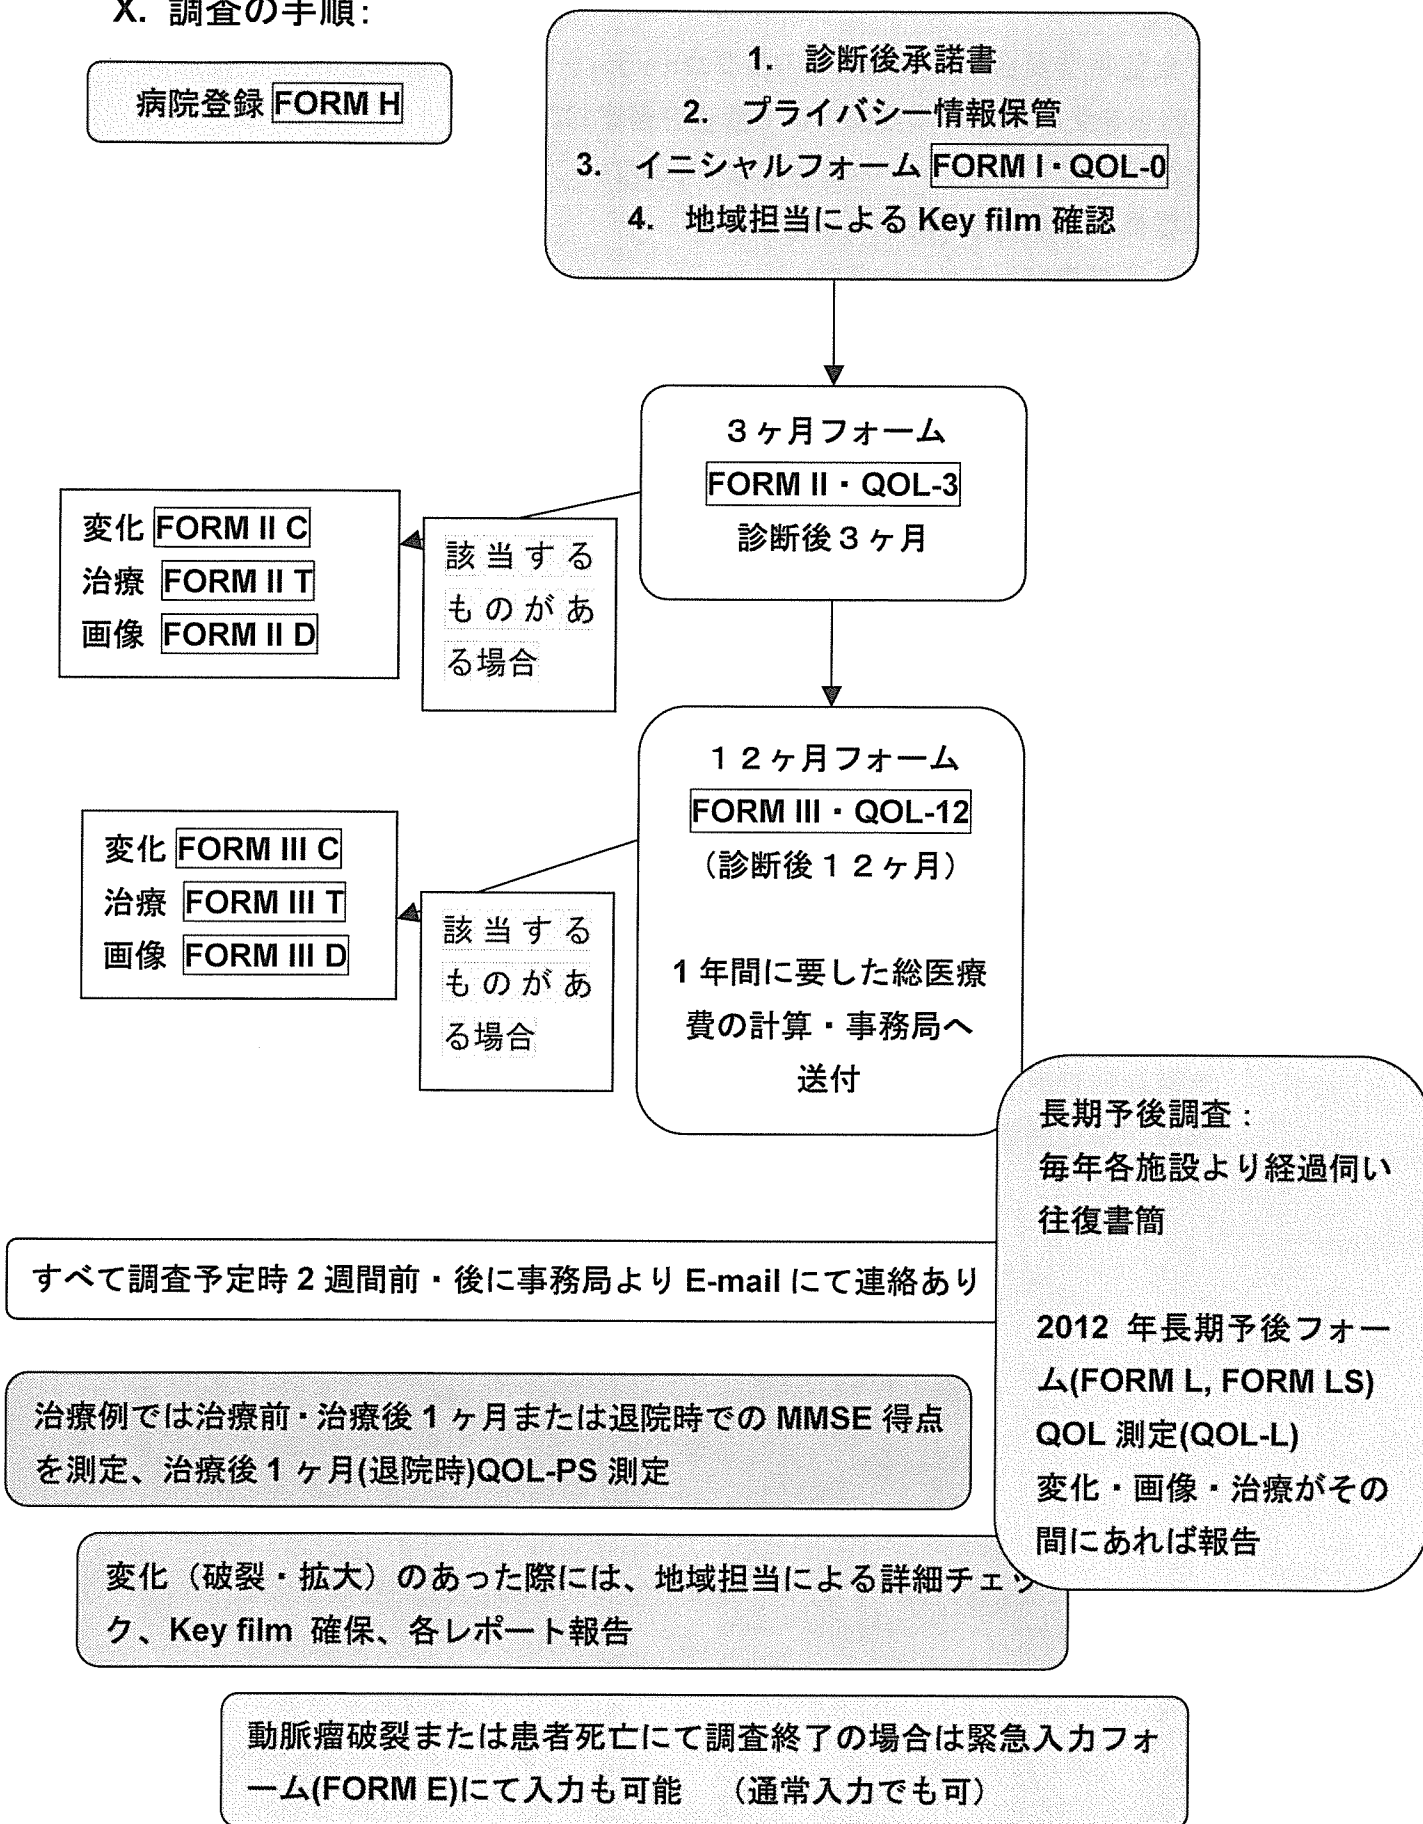 X. 調査の手順:
病院登録 FORM H
1. 診断後承諾書
2. プライバシー情報保管
3. イニシャルフォーム FORM I・QOL-0
4. 地域担当による Key film 確認
３ヶ月フォーム
FORM II・QOL-3
診断後３ヶ月
変化 FORM II C
治療 FORM II T
画像 FORM II D
該当する
ものがあ
る場合
１２ヶ月フォーム
FORM III・QOL-12
（診断後１２ヶ月）
1 年間に要した総医療
費の計算・事務局へ
送付
変化 FORM III C
治療 FORM III T
画像 FORM III D
該当する
ものがあ
る場合
長期予後調査：
毎年各施設より経過伺い
往復書簡
2012 年長期予後フォー
ム(FORM L, FORM LS)
QOL 測定(QOL-L)
変化・画像・治療がその
間にあれば報告
すべて調査予定時 2 週間前・後に事務局より E-mail にて連絡あり
治療例では治療前・治療後 1 ヶ月または退院時での MMSE 得点
を測定、治療後 1 ヶ月(退院時)QOL-PS 測定
変化（破裂・拡大）のあった際には、地域担当による詳細チェッ
ク、Key film 確保、各レポート報告
動脈瘤破裂または患者死亡にて調査終了の場合は緊急入力フォ
ーム(FORM E)にて入力も可能　（通常入力でも可）